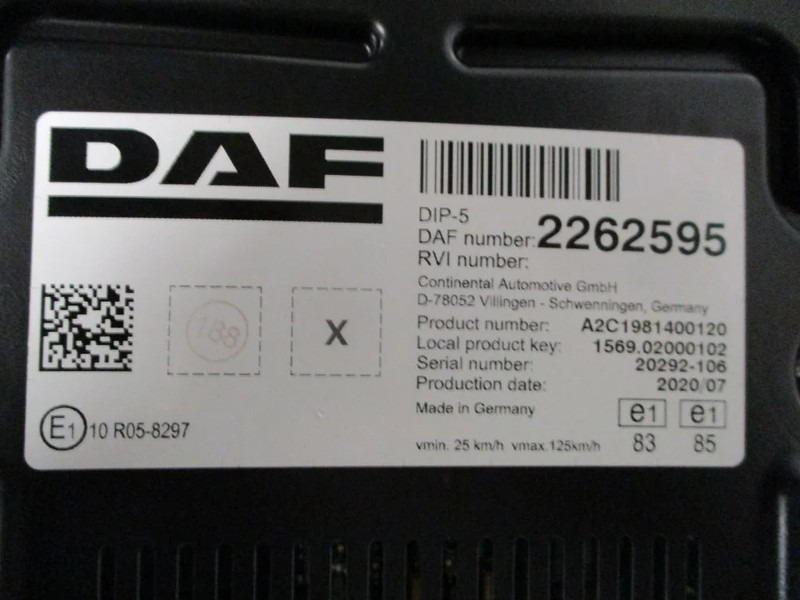 DAF
DIP-5
DAF number: 2262595
RVI number:
Continental Automotive GmbH
D-78052 Villingen - Schwenningen, Germany
Product number: A2C1981400120
Local product key: 1569.02000102
Serial number: 20292-106
Production date: 2020/07
188
X
Made in Germany
e1 e1
83 85
E1 10 R05-8297
vmin. 25 km/h vmax.125km/h